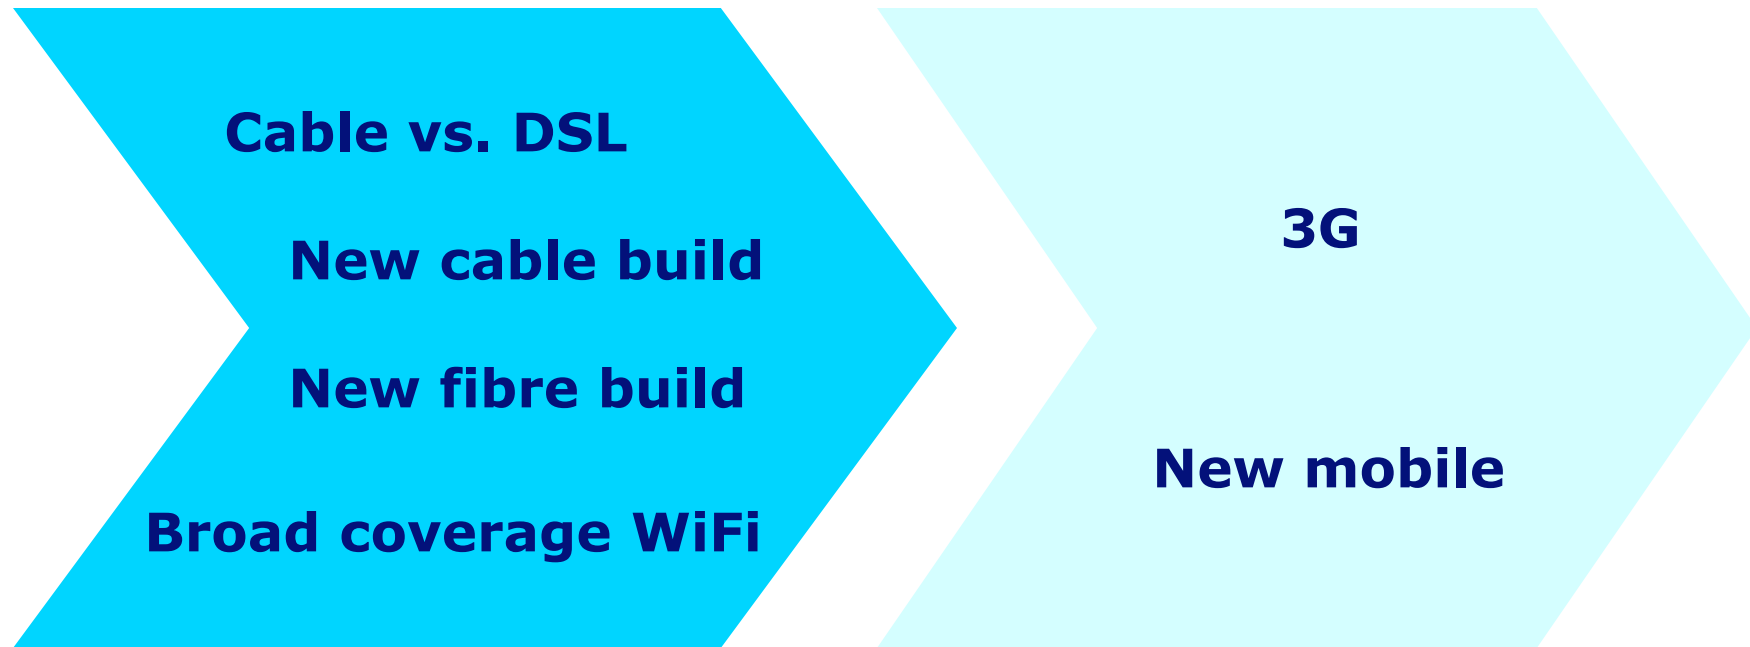 Cable vs. DSL
New cable build
New fibre build
Broad coverage WiFi
3G
New mobile